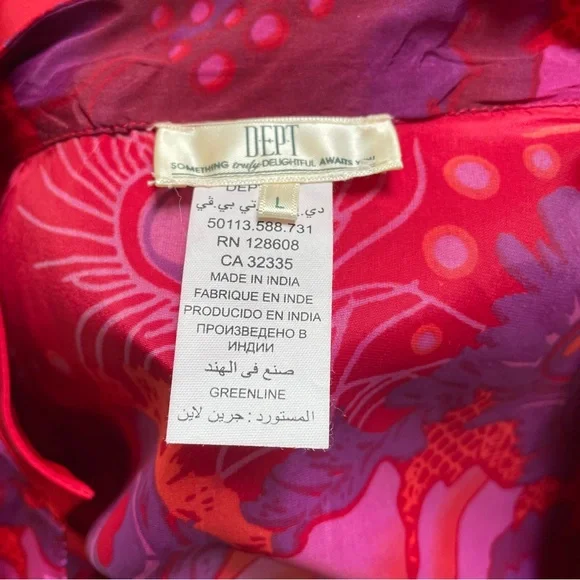 DEPT
SOMETHING truly DELIGHTFUL AWAITS YOU
L
DEP
50113.588.731
RN 128608
CA 32335
MADE IN INDIA
FABRIQUE EN INDE
PRODUCIDO EN INDIA
ПРОИЗВЕДЕНО В
ИНДИИ
صنع في الهند
GREENLINE
المستورد : جرين لاين